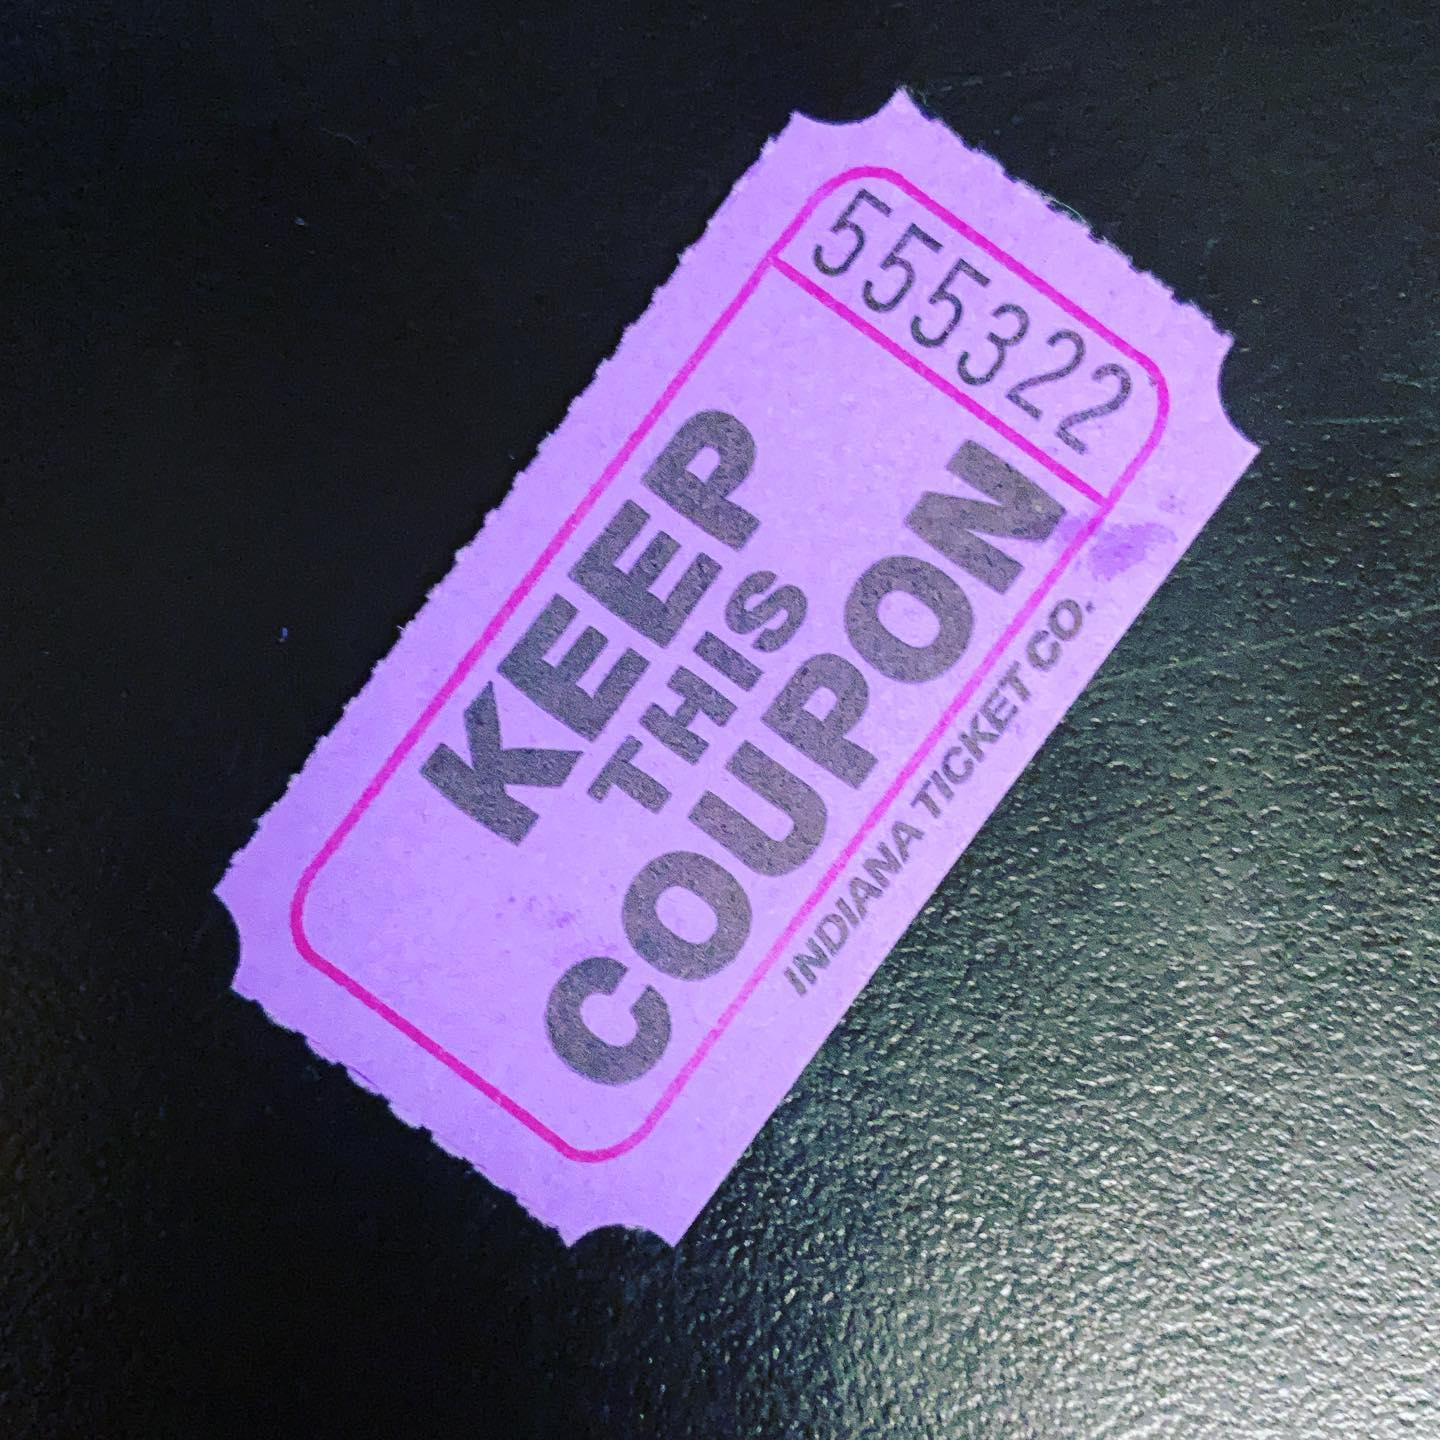 555322
KEEP
THIS
COUPON
INDIANA TICKET CO.